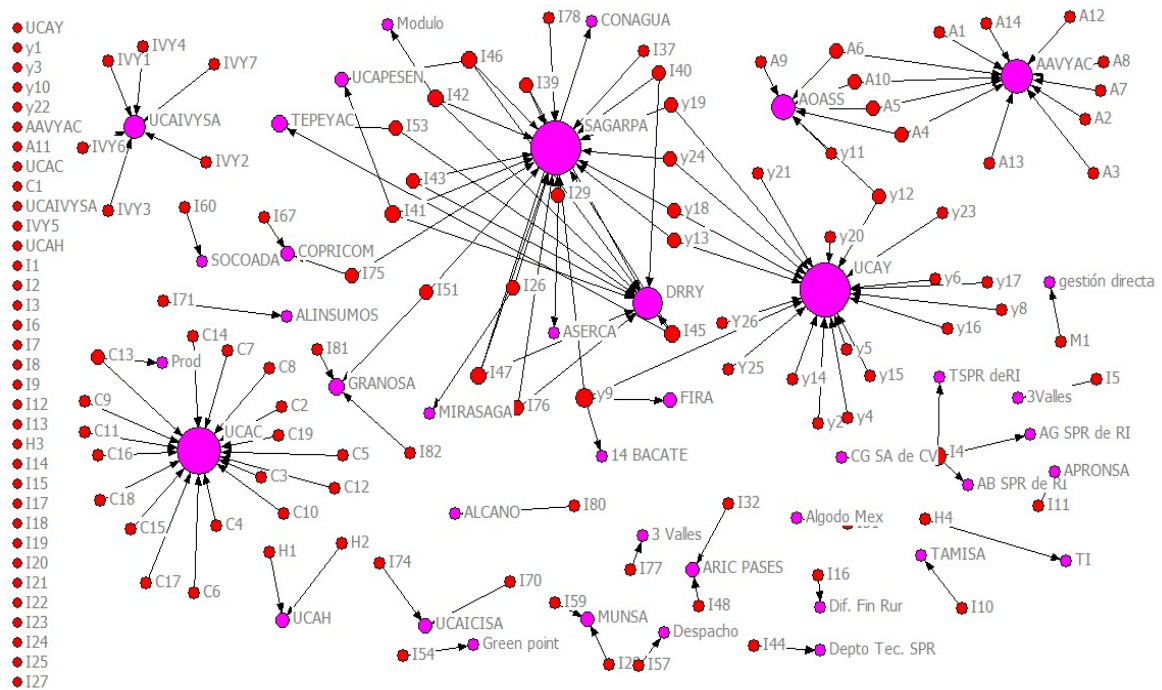 UCAY
y1
y3
y10
y22
AAVYAC
A11
UCAC
C1
UCAIVYSA
IVY5
UCAH
I1
I2
I3
I6
I7
I8
I9
I12
I13
H3
I14
I15
I17
I18
I19
I20
I21
I22
I23
I24
I25
I27
IVY4
IVY1
IVY7
UCAIVYSA
IVY6
IVY2
IVY3
Modulo
I78
CONAGUA
I46
I37
UCAPESEN
I39
I40
I42
y19
TEPEYAC
I53
SAGARPA
y24
I43
I29
I41
y18
y13
I60
I67
SOCOADA
COPRICOM
I75
I51
I26
DRRY
I71
ALINSUMOS
ASERCA
I45
I81
GRANOSA
I47
MIRASAGA
I76
y9
FIRA
I82
14 BACATE
A12
A14
A1
A6
A9
AAVYAC
A8
A10
A7
AOASS
A5
A2
A4
y11
A13
A3
y21
y12
y23
y20
UCAY
y6
y17
gestión directa
y8
Y26
y16
M1
y5
Y25
y14
y15
TSPR deRI
I5
3Valles
y2
y4
AG SPR de RI
CG SA de CV
I4
APRONSA
AB SPR de RI
I11
C14
C13
Prod
C7
C8
C9
C2
C11
UCAC
C19
C16
C5
C3
C12
C18
C10
C15
C4
C17
C6
H1
H2
UCAH
ALCANO
I80
I74
I70
UCAICISA
I54
Green point
3 Valles
I77
I32
ARIC PASES
I48
I59
MUNSA
Despacho
I57
Algodo Mex
H4
TAMISA
TI
I16
Dif. Fin Rur
I10
I44
Depto Tec. SPR